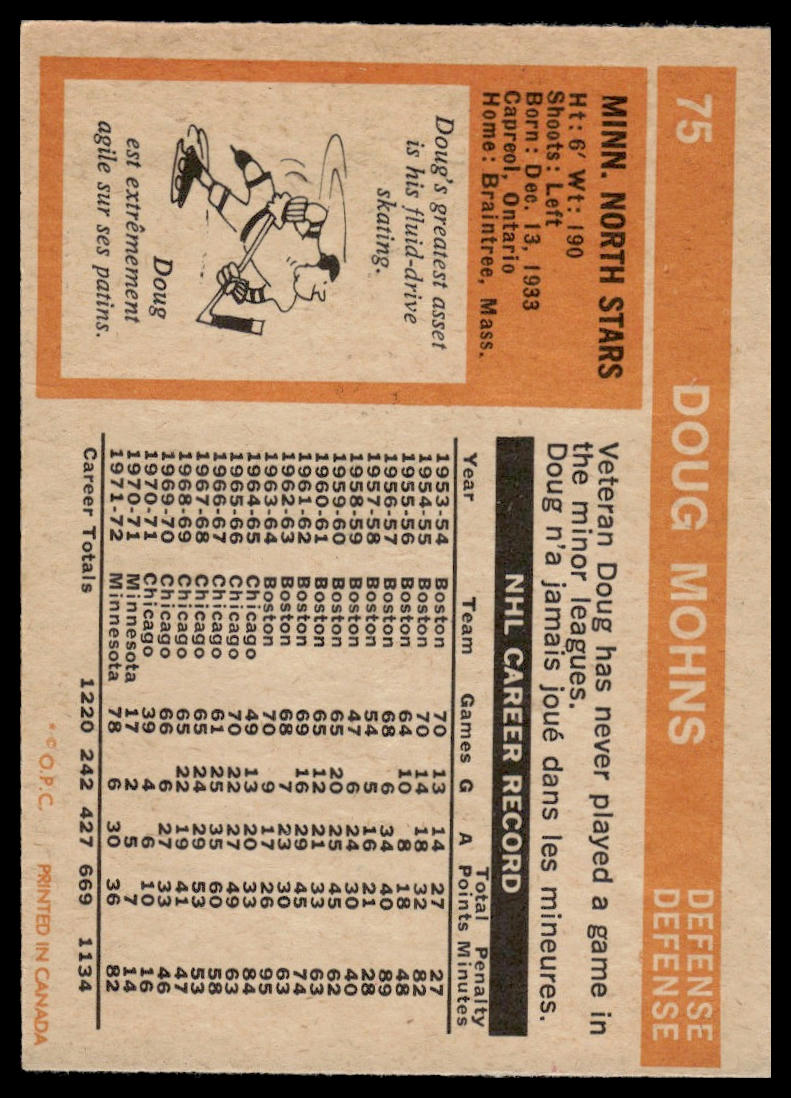 75 DOUG MOHNS DEFENSE
DEFENSE
MINN. NORTH STARS
Ht: 6' Wt: 190
Shoots: Left
Born: Dec. 13, 1933
Capreol, Ontario
Home: Braintree, Mass.
Doug's greatest asset
is his fluid-drive
skating.
Doug
est extrêmement
agile sur ses patins.
Veteran Doug has never played a game in
the minor leagues.
Doug n'a jamais joué dans les mineures.
NHL CAREER RECORD
Total Penalty
Year Team Games G A Points Minutes
1953-54 Boston 70 13 14 27 27
1954-55 Boston 70 14 18 32 82
1955-56 Boston 64 10 8 18 48
1956-57 Boston 68 6 34 40 89
1957-58 Boston 54 5 16 21 28
1958-59 Boston 47 6 24 30 40
1959-60 Boston 65 20 25 45 62
1960-61 Boston 65 12 21 33 63
1961-62 Boston 69 16 29 45 74
1962-63 Boston 68 7 23 30 63
1963-64 Boston 70 9 17 26 95
1964-65 Chicago 49 13 20 33 84
1965-66 Chicago 70 22 27 49 63
1966-67 Chicago 61 25 35 60 58
1967-68 Chicago 65 24 29 53 53
1968-69 Chicago 65 22 19 41 47
1969-70 Chicago 66 6 27 33 46
1970-71 Chicago 39 4 6 10 16
1970-71 Minnesota 17 2 5 7 14
1971-72 Minnesota 78 6 30 36 82
Career Totals 1220 242 427 669 1134
* © O.P.C. PRINTED IN CANADA